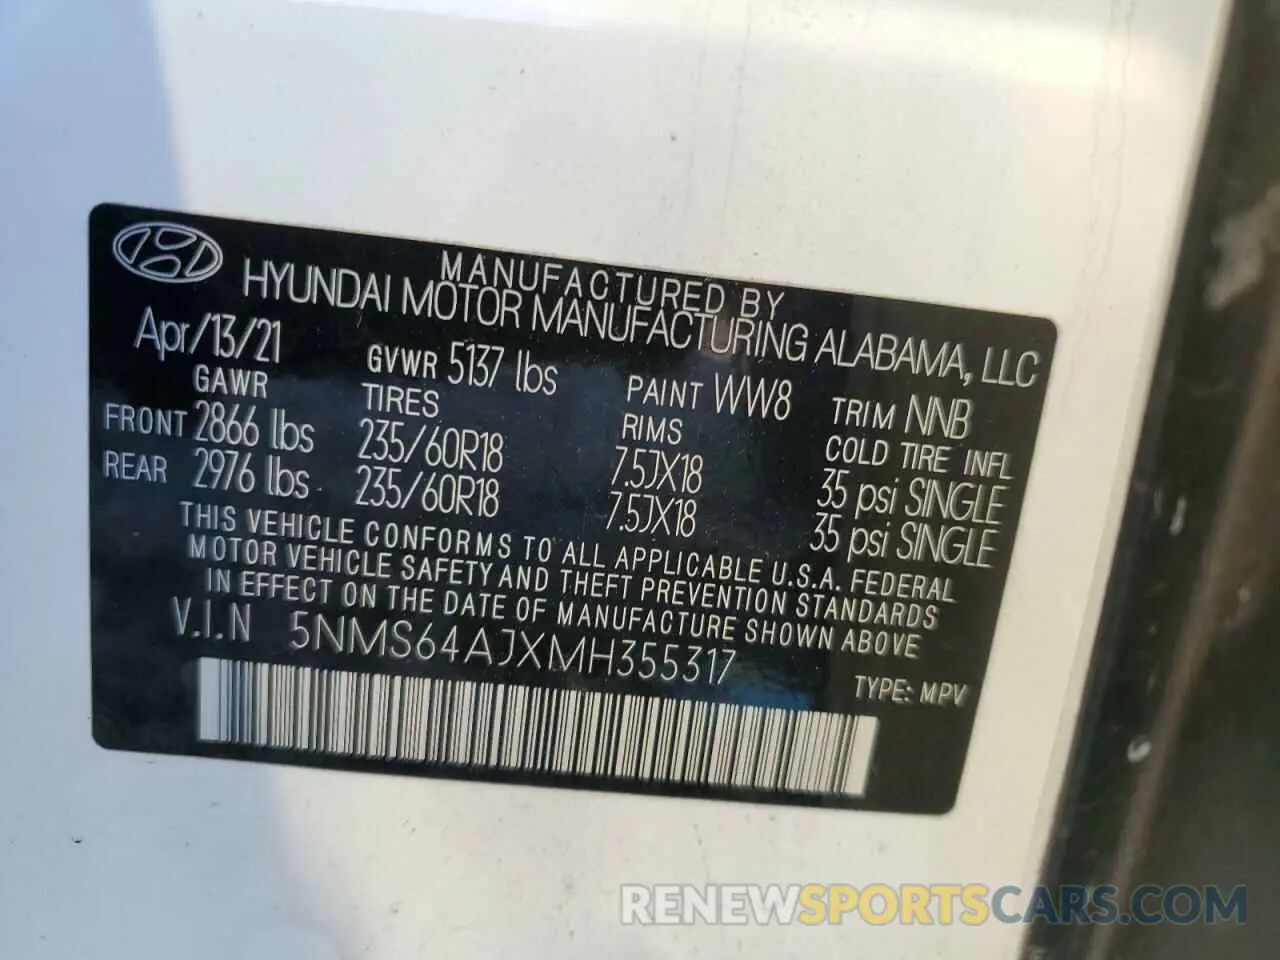 MANUFACTURED BY
HYUNDAI MOTOR MANUFACTURING ALABAMA, LLC
Apr/13/21 GVWR 5137 lbs PAINT WW8 TRIM NNB
GAWR TIRES RIMS COLD TIRE INFL
FRONT 2866 lbs 235/60R18 7.5JX18 35 psi SINGLE
REAR 2976 lbs 235/60R18 7.5JX18 35 psi SINGLE
THIS VEHICLE CONFORMS TO ALL APPLICABLE U.S.A. FEDERAL
MOTOR VEHICLE SAFETY AND THEFT PREVENTION STANDARDS
IN EFFECT ON THE DATE OF MANUFACTURE SHOWN ABOVE
V.I.N 5NMS64AJXMH355317
TYPE: MPV
RENEWSPORTSCARS.COM